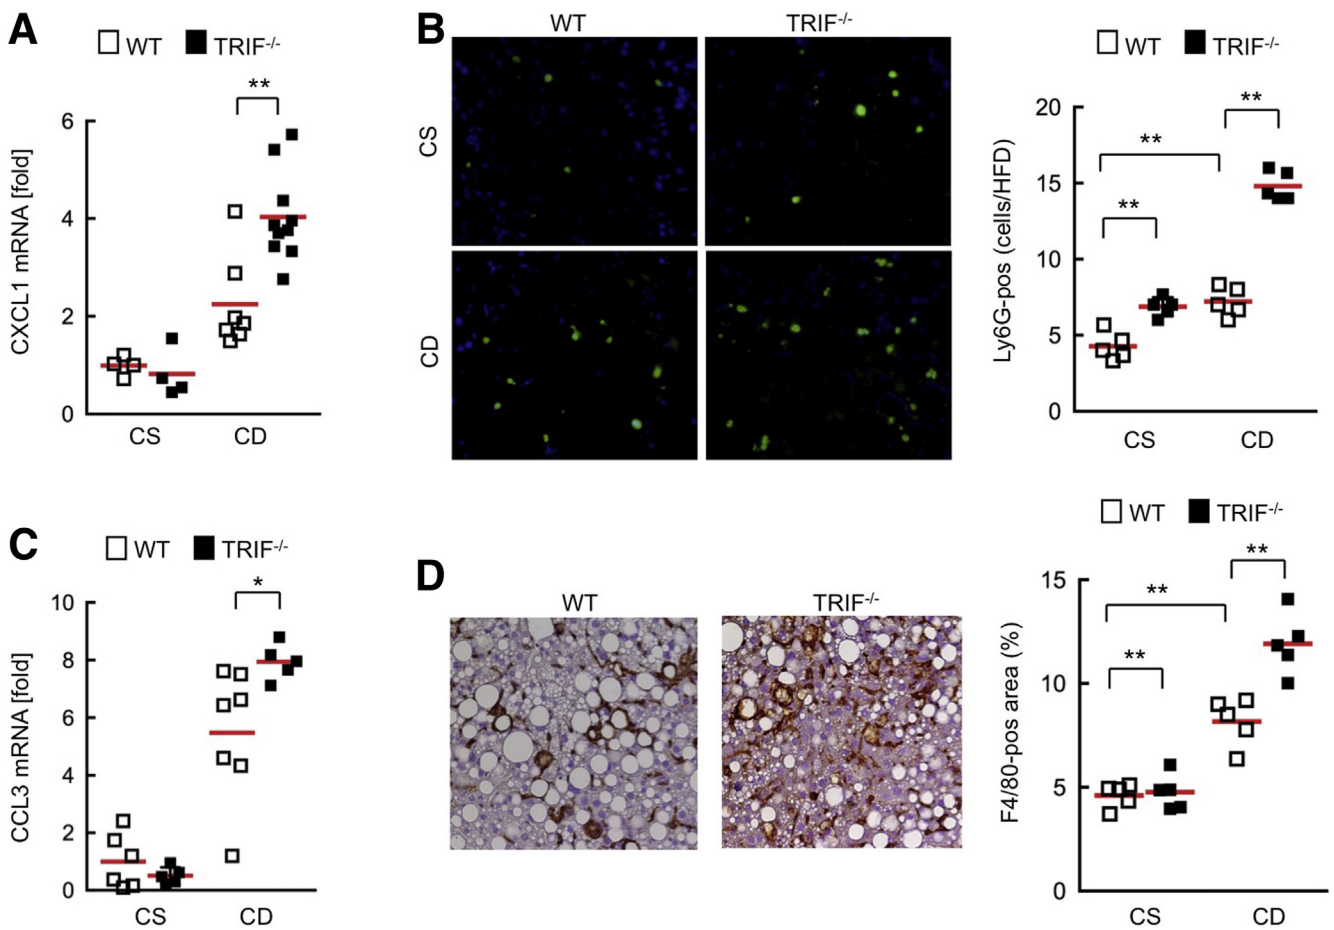 A
WT TRIF-/-
**
CXCL1 mRNA [fold]
6
4
2
0
CS CD
B
WT TRIF-/-
CS
CD
WT TRIF-/-
**
**
**
Ly6G-pos (cells/HFD)
20
15
10
5
0
CS CD
C
WT TRIF-/-
*
CCL3 mRNA [fold]
10
8
6
4
2
0
CS CD
D
WT TRIF-/-
WT TRIF-/-
**
**
**
F4/80-pos area (%)
15
10
5
0
CS CD